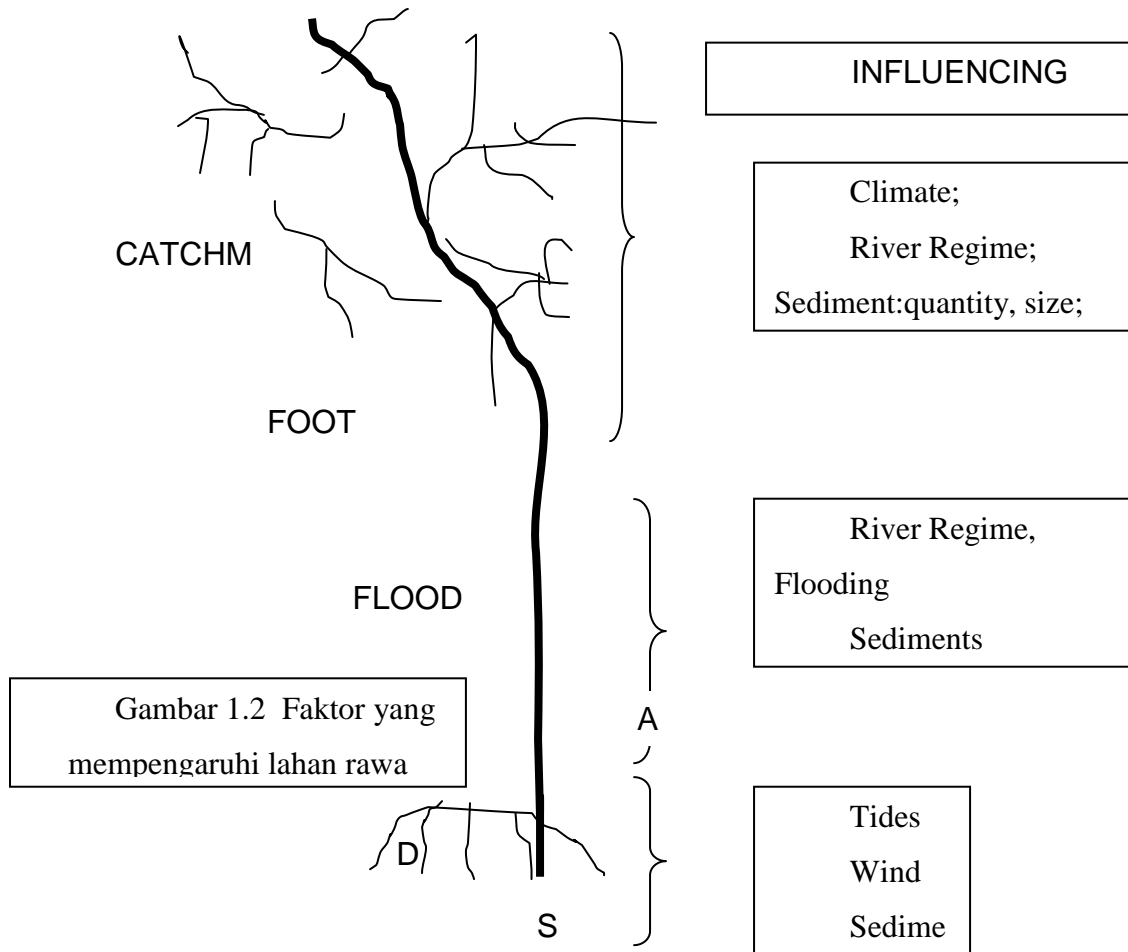 INFLUENCING
Climate;
River Regime;
Sediment:quantity, size;
CATCHM
FOOT
River Regime,
Flooding
Sediments
FLOOD
Gambar 1.2 Faktor yang
mempengaruhi lahan rawa
A
Tides
Wind
Sedime
D
S